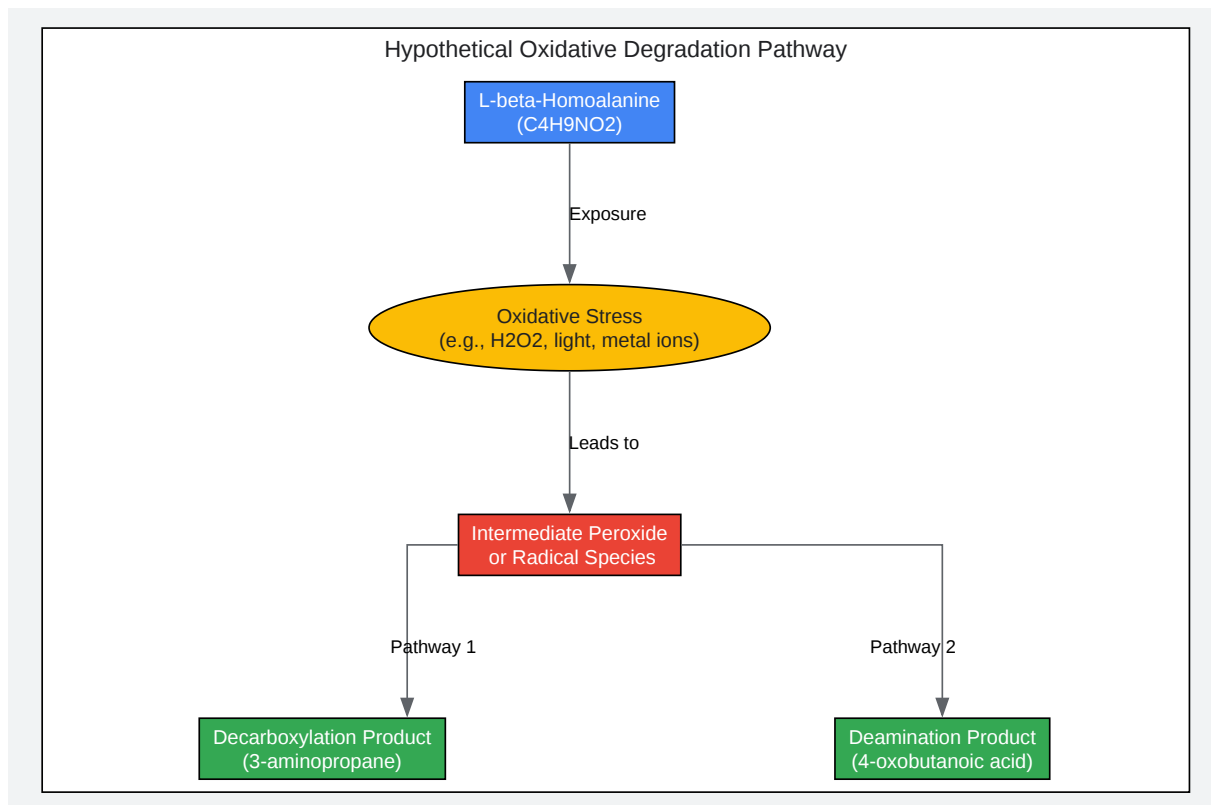 Hypothetical Oxidative Degradation Pathway
L-beta-Homoalanine
(C4H9NO2)
Exposure
Oxidative Stress
(e.g., H2O2, light, metal ions)
Leads to
Intermediate Peroxide
or Radical Species
Pathway 1
Pathway 2
Decarboxylation Product
(3-aminopropane)
Deamination Product
(4-oxobutanoic acid)